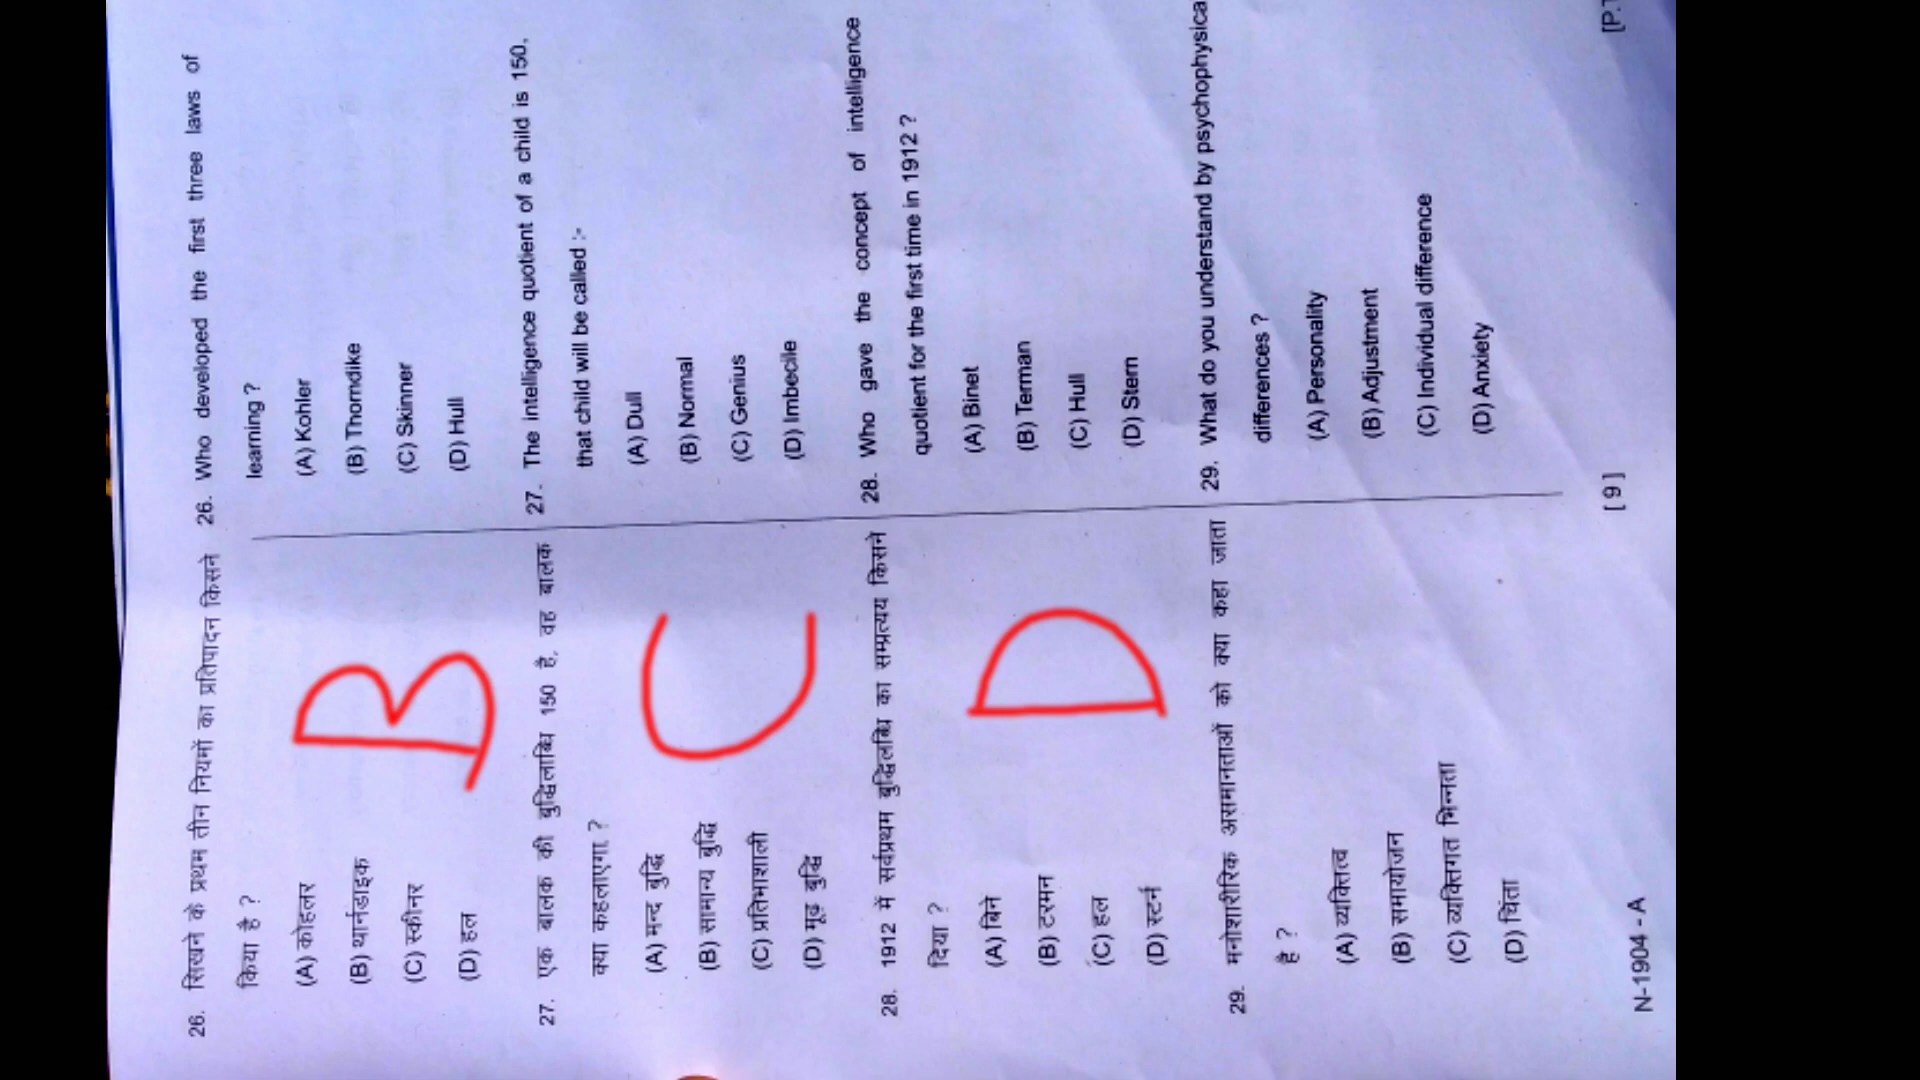 26. सिखने के प्रथम तीन नियमों का प्रतिपादन किसने
किया है ?
(A) कोहलर
(B) थार्नडाइक
(C) स्कीनर
(D) हल
B
27. एक बालक की बुद्धिलाब्धि 150 है, वह बालक
क्या कहलाएगा ?
(A) मन्द बुद्धि
(B) सामान्य बुद्धि
(C) प्रतिभाशाली
(D) मूढ़ बुद्धि
C
28. 1912 में सर्वप्रथम बुद्धिलब्धि का सम्प्रत्यय किसने
दिया ?
(A) बिने
(B) टरमन
(C) हल
(D) स्टर्न
D
29. मनोशारीरिक असमानताओं को क्या कहा जाता
है ?
(A) व्यक्तित्व
(B) समायोजन
(C) व्यक्तिगत भिन्नता
(D) चिंता
26. Who developed the first three laws of
learning ?
(A) Kohler
(B) Thorndike
(C) Skinner
(D) Hull
27. The intelligence quotient of a child is 150,
that child will be called :-
(A) Dull
(B) Normal
(C) Genius
(D) Imbecile
28. Who gave the concept of intelligence
quotient for the first time in 1912 ?
(A) Binet
(B) Terman
(C) Hull
(D) Stern
29. What do you understand by psychophysica
differences ?
(A) Personality
(B) Adjustment
(C) Individual difference
(D) Anxiety
N-1904 - A
[ 9 ]
[P.